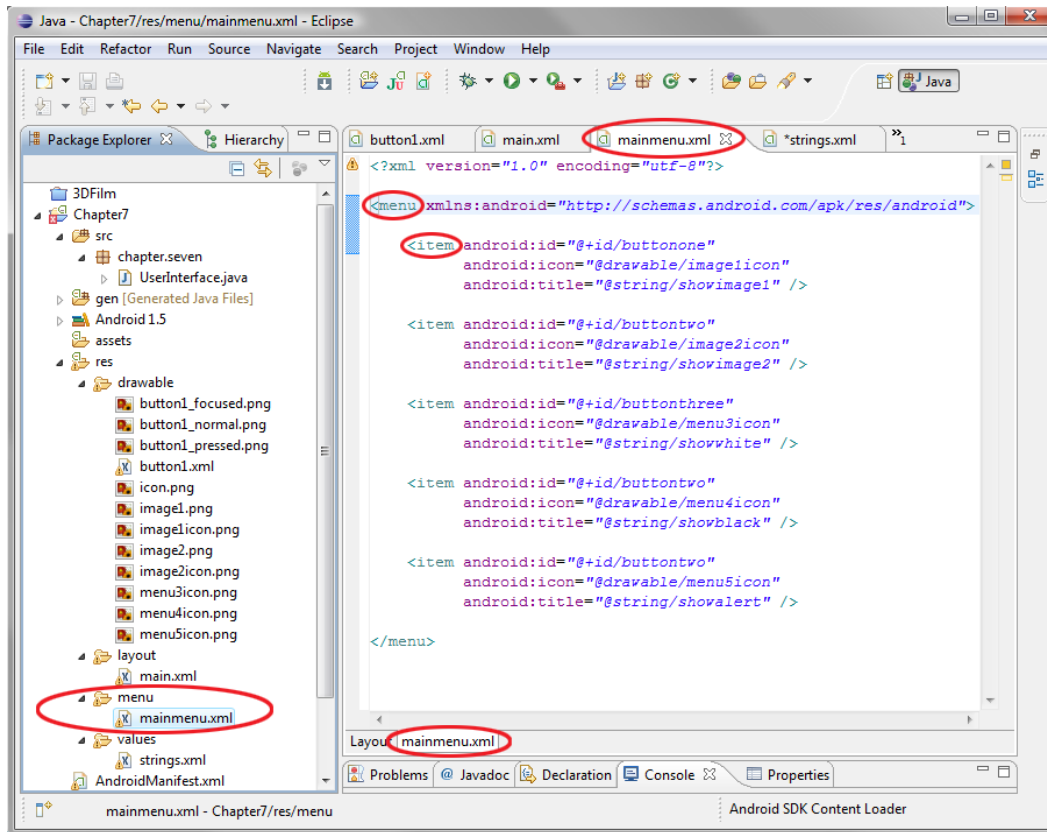 Java - Chapter7/res/menu/mainmenu.xml - Eclipse
File Edit Refactor Run Source Navigate Search Project Window Help
Java
Package Explorer
Hierarchy
3DFilm
Chapter7
src
chapter.seven
UserInterface.java
gen [Generated Java Files]
Android 1.5
assets
res
drawable
button1_focused.png
button1_normal.png
button1_pressed.png
button1.xml
icon.png
image1.png
image1icon.png
image2.png
image2icon.png
menu3icon.png
menu4icon.png
menu5icon.png
layout
main.xml
menu
mainmenu.xml
values
strings.xml
AndroidManifest.xml
button1.xml main.xml mainmenu.xml *strings.xml »1
<?xml version="1.0" encoding="utf-8"?>
<menu xmlns:android="http://schemas.android.com/apk/res/android">
<item android:id="@+id/buttonone"
android:icon="@drawable/image1icon"
android:title="@string/showimage1" />
<item android:id="@+id/buttontwo"
android:icon="@drawable/image2icon"
android:title="@string/showimage2" />
<item android:id="@+id/buttonthree"
android:icon="@drawable/menu3icon"
android:title="@string/showwhite" />
<item android:id="@+id/buttontwo"
android:icon="@drawable/menu4icon"
android:title="@string/showblack" />
<item android:id="@+id/buttontwo"
android:icon="@drawable/menu5icon"
android:title="@string/showalert" />
</menu>
Layout mainmenu.xml
Problems @ Javadoc Declaration Console Properties
mainmenu.xml - Chapter7/res/menu
Android SDK Content Loader